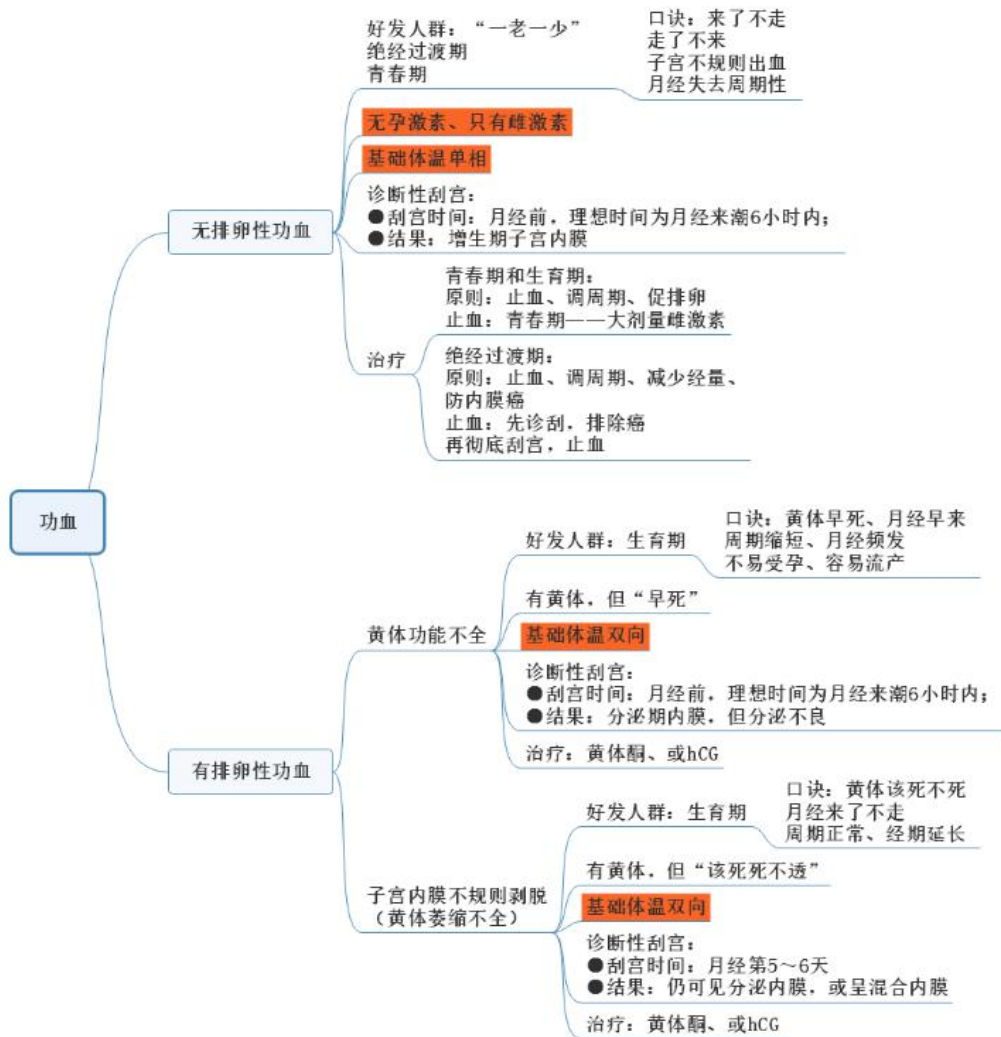 功血
无排卵性功血
好发人群：“一老一少”
绝经过渡期
青春期
口诀：来了不走
走了不来
子宫不规则出血
月经失去周期性
无孕激素、只有雌激素
基础体温单相
诊断性刮宫：
●刮宫时间：月经前，理想时间为月经来潮6小时内；
●结果：增生期子宫内膜
治疗
青春期和生育期：
原则：止血、调周期、促排卵
止血：青春期——大剂量雌激素
绝经过渡期：
原则：止血、调周期、减少经量、
防内膜癌
止血：先诊刮，排除癌
再彻底刮宫，止血
有排卵性功血
黄体功能不全
好发人群：生育期
口诀：黄体早死、月经早来
周期缩短、月经频发
不易受孕、容易流产
有黄体，但“早死”
基础体温双向
诊断性刮宫：
●刮宫时间：月经前，理想时间为月经来潮6小时内；
●结果：分泌期内膜，但分泌不良
治疗：黄体酮、或hCG
子宫内膜不规则剥脱
（黄体萎缩不全）
好发人群：生育期
口诀：黄体该死不死
月经来了不走
周期正常、经期延长
有黄体，但“该死死不透”
基础体温双向
诊断性刮宫：
●刮宫时间：月经第5～6天
●结果：仍可见分泌内膜，或呈混合内膜
治疗：黄体酮、或hCG